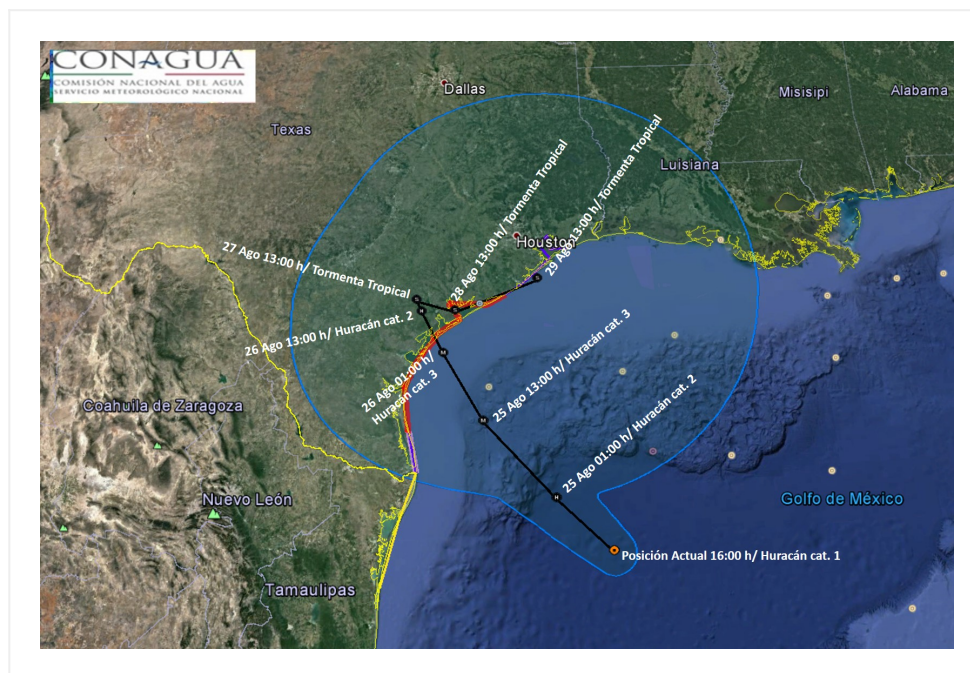 CONAGUA
COMISIÓN NACIONAL DEL AGUA
SERVICIO METEOROLÓGICO NACIONAL
Dallas
Misisipi
Alabama
Texas
Luisiana
Houston
29 Ago 13:00 h/ Tormenta Tropical
28 Ago 13:00 h/ Tormenta Tropical
27 Ago 13:00 h/ Tormenta Tropical
26 Ago 13:00 h/ Huracán cat. 2
26 Ago 01:00 h/
Huracán cat. 3
25 Ago 13:00 h/ Huracán cat. 3
25 Ago 01:00 h/ Huracán cat. 2
Coahuila de Zaragoza
Nuevo León
Golfo de México
Posición Actual 16:00 h/ Huracán cat. 1
Tamaulipas
S
S
S
H
M
M
H